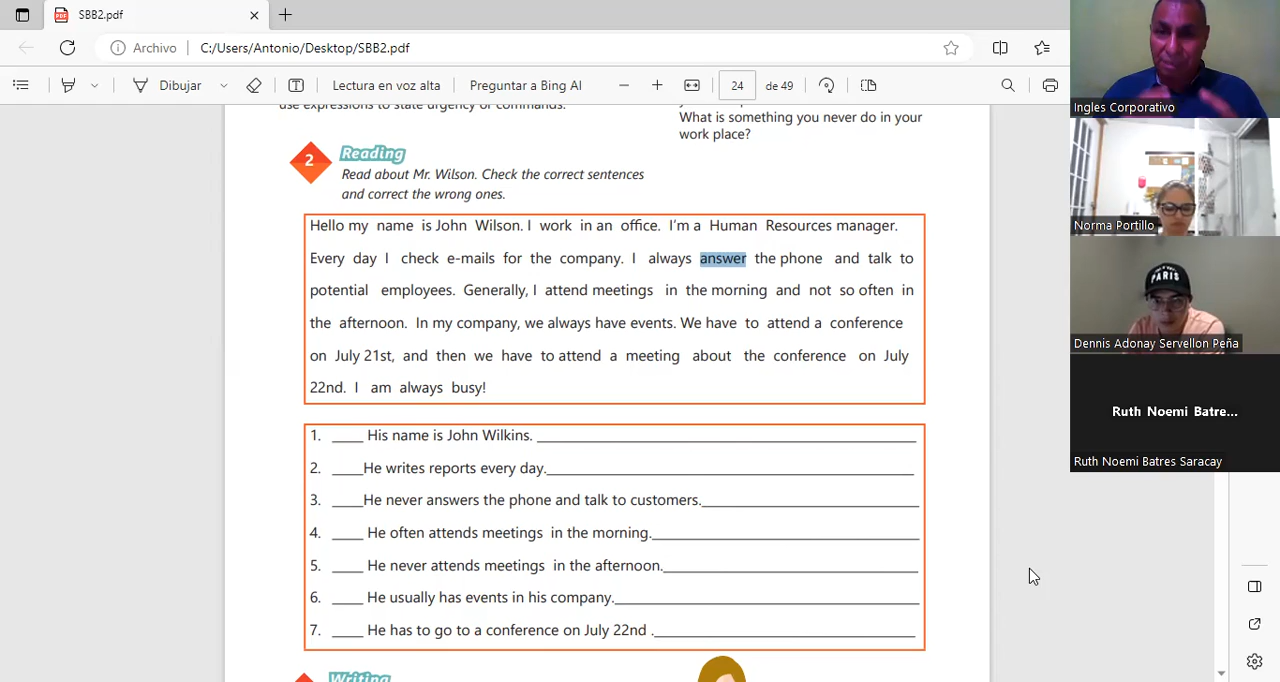 SBB2.pdf
Archivo C:/Users/Antonio/Desktop/SBB2.pdf
Dibujar Lectura en voz alta Preguntar a Bing AI 24 de 49
use expressions to state urgency or commands.
What is something you never do in your
work place?
2 Reading
Read about Mr. Wilson. Check the correct sentences
and correct the wrong ones.
Hello my name is John Wilson. I work in an office. I'm a Human Resources manager.
Every day I check e-mails for the company. I always answer the phone and talk to
potential employees. Generally, I attend meetings in the morning and not so often in
the afternoon. In my company, we always have events. We have to attend a conference
on July 21st, and then we have to attend a meeting about the conference on July
22nd. I am always busy!
1. ____ His name is John Wilkins. ____
2. ____He writes reports every day.____
3. ____He never answers the phone and talk to customers.____
4. ____ He often attends meetings in the morning.____
5. ____ He never attends meetings in the afternoon.____
6. ____ He usually has events in his company.____
7. ____ He has to go to a conference on July 22nd .____
Writing
Ingles Corporativo
Norma Portillo
PARIS
Dennis Adonay Servellon Peña
Ruth Noemi Batre...
Ruth Noemi Batres Saracay